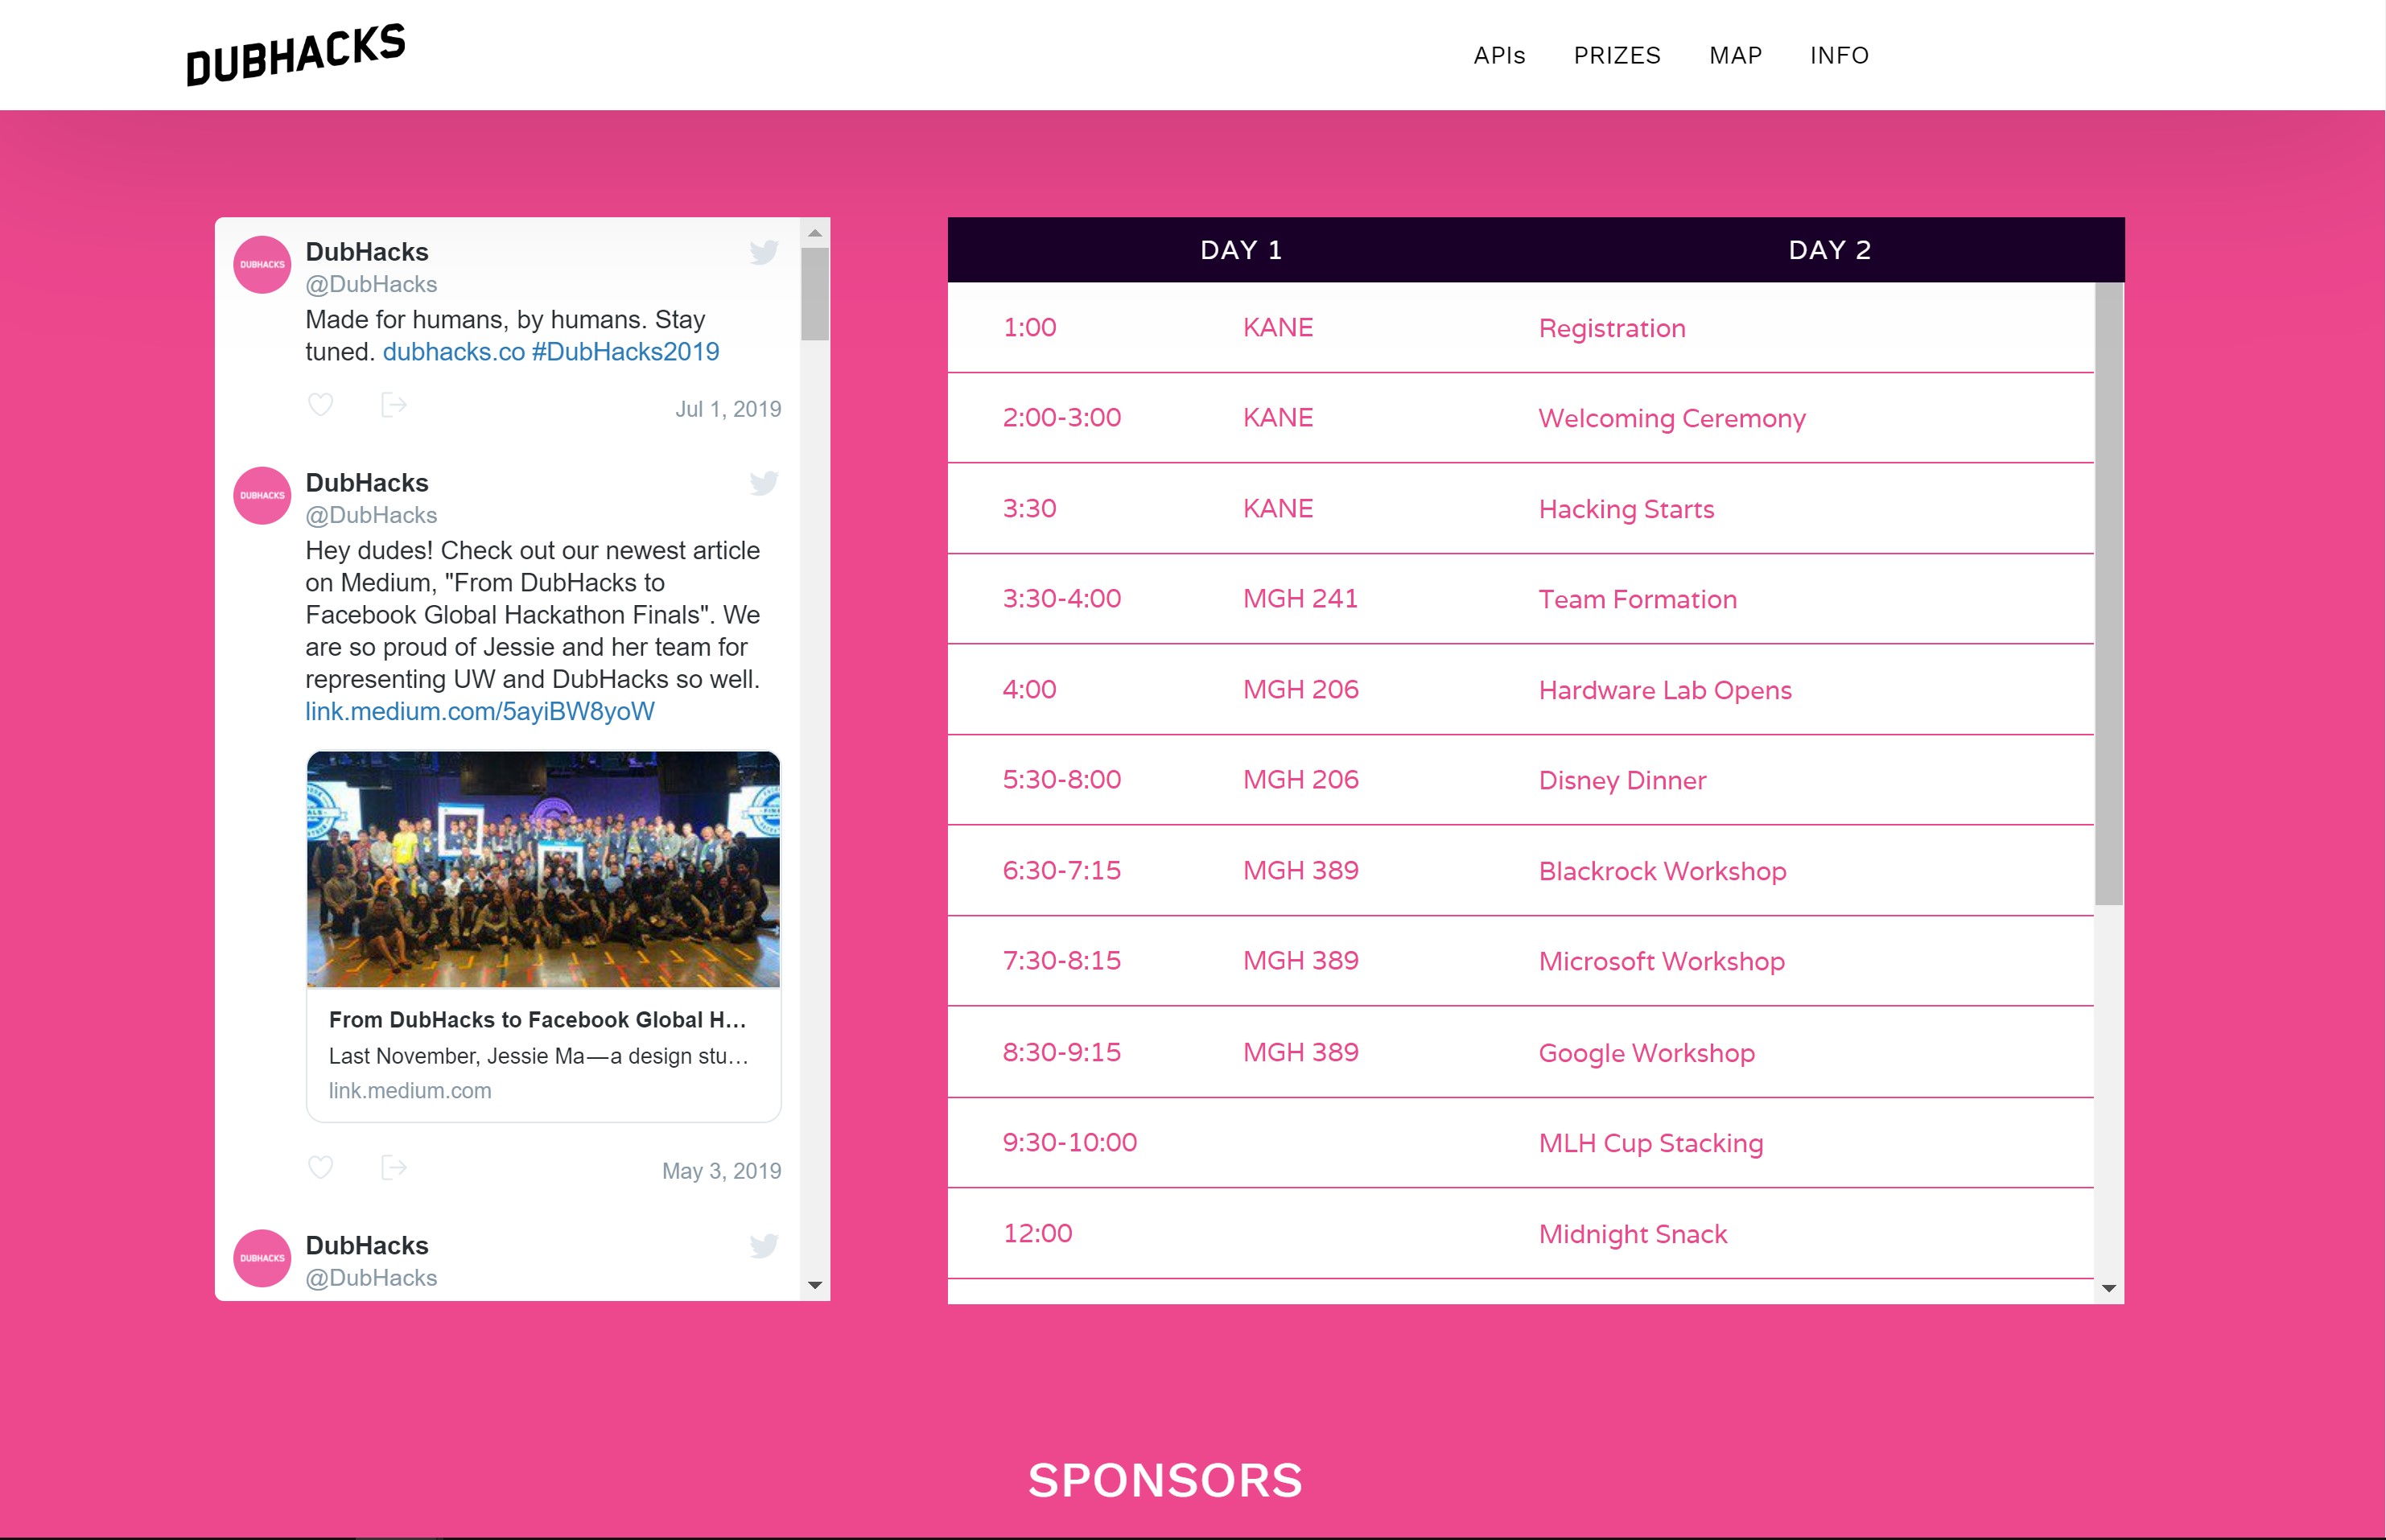 DUBHACKS
APIs PRIZES MAP INFO
DUBHACKS
DubHacks
@DubHacks
Made for humans, by humans. Stay
tuned. dubhacks.co #DubHacks2019
Jul 1, 2019
DUBHACKS
DubHacks
@DubHacks
Hey dudes! Check out our newest article
on Medium, "From DubHacks to
Facebook Global Hackathon Finals". We
are so proud of Jessie and her team for
representing UW and DubHacks so well.
link.medium.com/5ayiBW8yoW
From DubHacks to Facebook Global H...
Last November, Jessie Ma—a design stu...
link.medium.com
May 3, 2019
DUBHACKS
DubHacks
@DubHacks
DAY 1 DAY 2
1:00 KANE Registration
2:00-3:00 KANE Welcoming Ceremony
3:30 KANE Hacking Starts
3:30-4:00 MGH 241 Team Formation
4:00 MGH 206 Hardware Lab Opens
5:30-8:00 MGH 206 Disney Dinner
6:30-7:15 MGH 389 Blackrock Workshop
7:30-8:15 MGH 389 Microsoft Workshop
8:30-9:15 MGH 389 Google Workshop
9:30-10:00 MLH Cup Stacking
12:00 Midnight Snack
SPONSORS